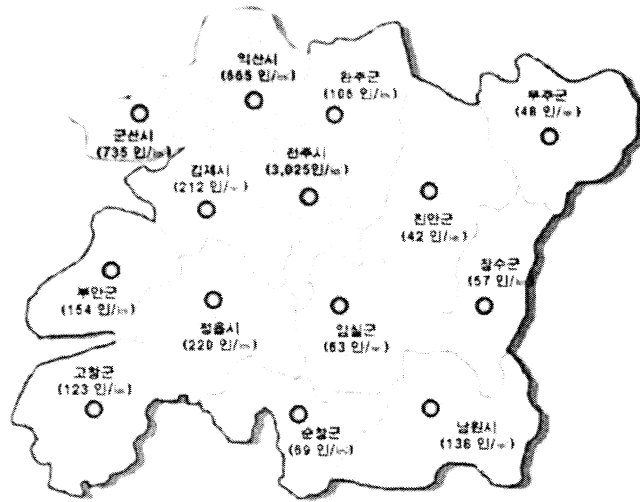 익산시
(665 인/㎢)
완주군
(106 인/㎢)
무주군
(48 인/㎢)
군산시
(735 인/㎢)
김제시
(212 인/㎢)
전주시
(3,025인/㎢)
진안군
(42 인/㎢)
장수군
(57 인/㎢)
부안군
(154 인/㎢)
정읍시
(220 인/㎢)
임실군
(63 인/㎢)
고창군
(123 인/㎢)
순창군
(69 인/㎢)
남원시
(136 인/㎢)